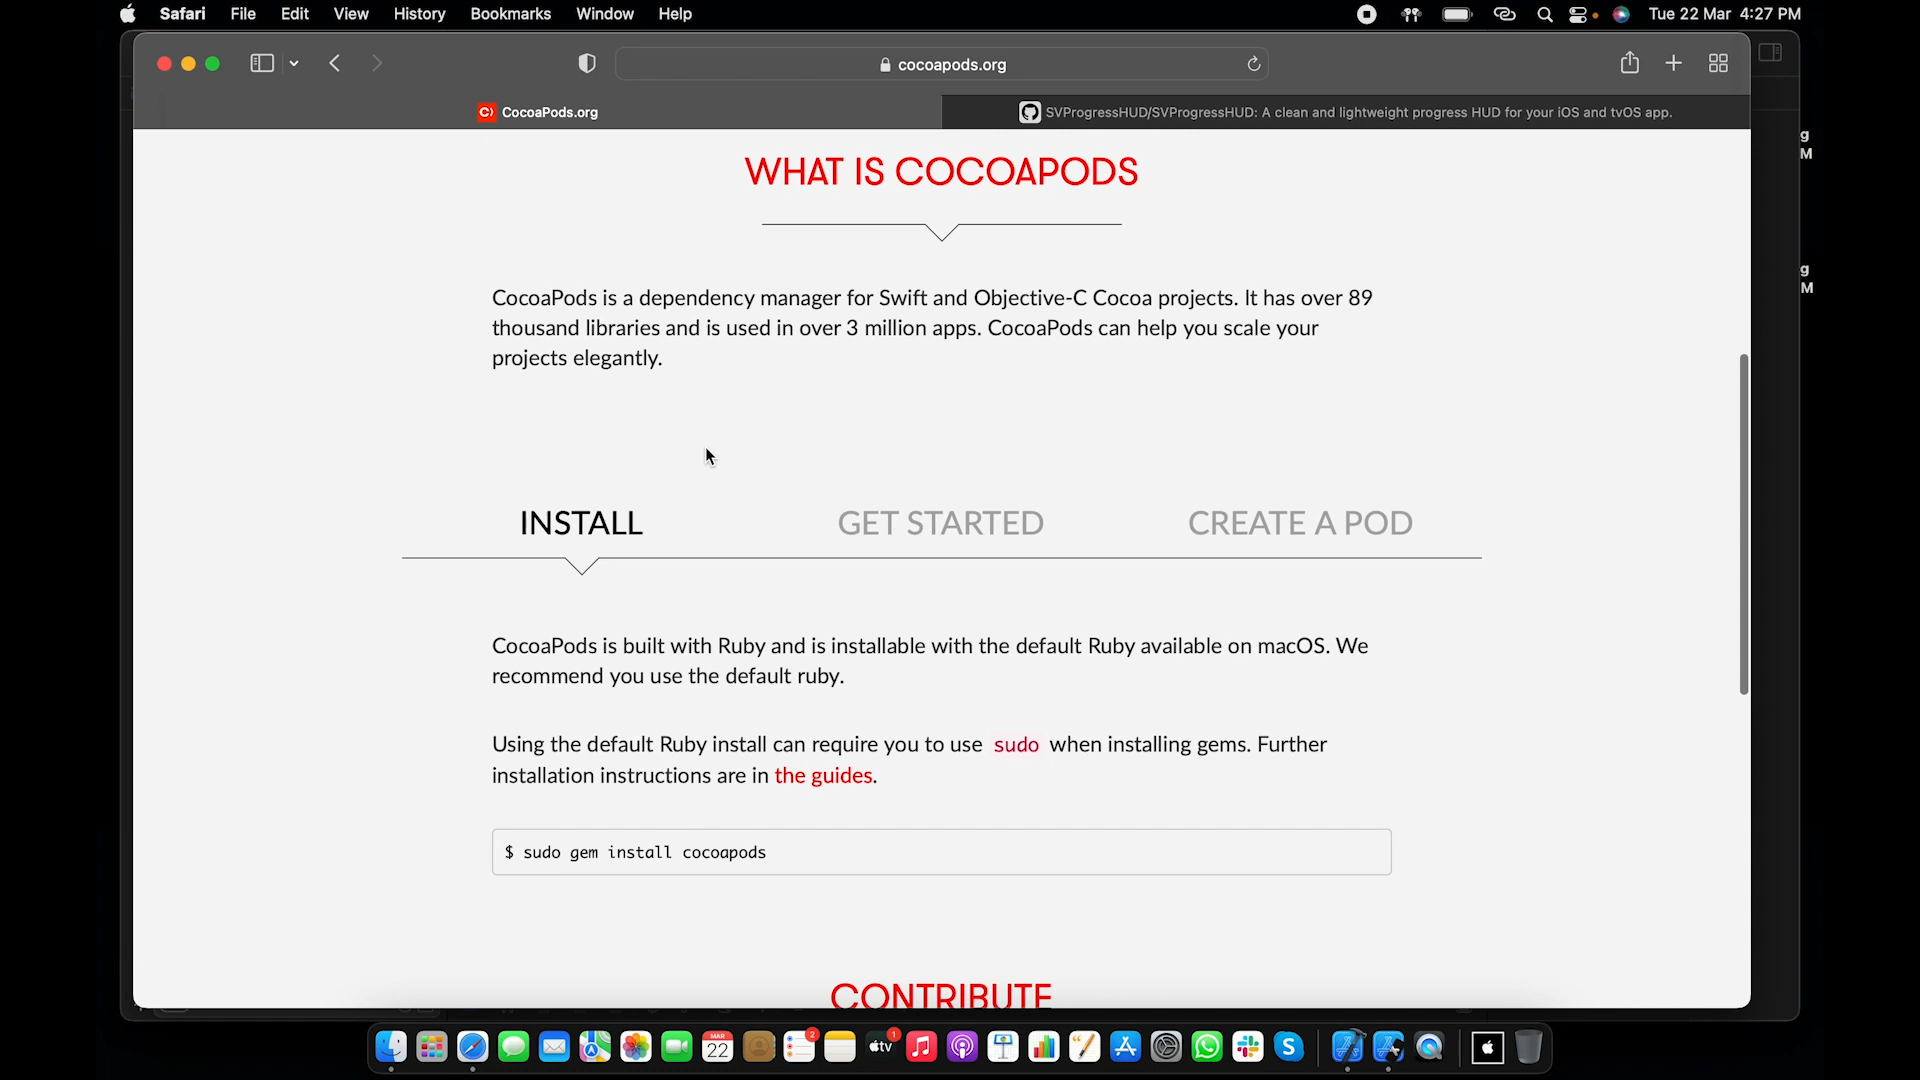 Safari File Edit View History Bookmarks Window Help Tue 22 Mar 4:27 PM
cocoapods.org
CocoaPods.org SVProgressHUD/SVProgressHUD: A clean and lightweight progress HUD for your iOS and tvOS app.
g
M
g
M
WHAT IS COCOAPODS
CocoaPods is a dependency manager for Swift and Objective-C Cocoa projects. It has over 89
thousand libraries and is used in over 3 million apps. CocoaPods can help you scale your
projects elegantly.
INSTALL GET STARTED CREATE A POD
CocoaPods is built with Ruby and is installable with the default Ruby available on macOS. We
recommend you use the default ruby.
Using the default Ruby install can require you to use sudo when installing gems. Further
installation instructions are in the guides.
$ sudo gem install cocoapods
CONTRIBUTE
MAR
22
2
tv
1
S